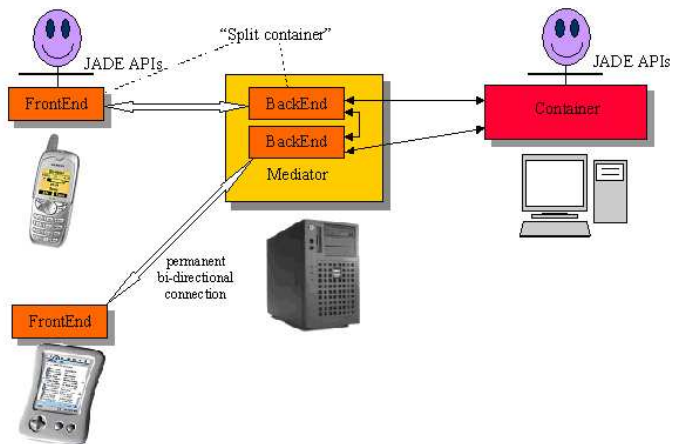 “Split container”
JADE APIs
JADE APIs
FrontEnd
BackEnd
Container
BackEnd
Mediator
permanent
bi-directional
connection
FrontEnd